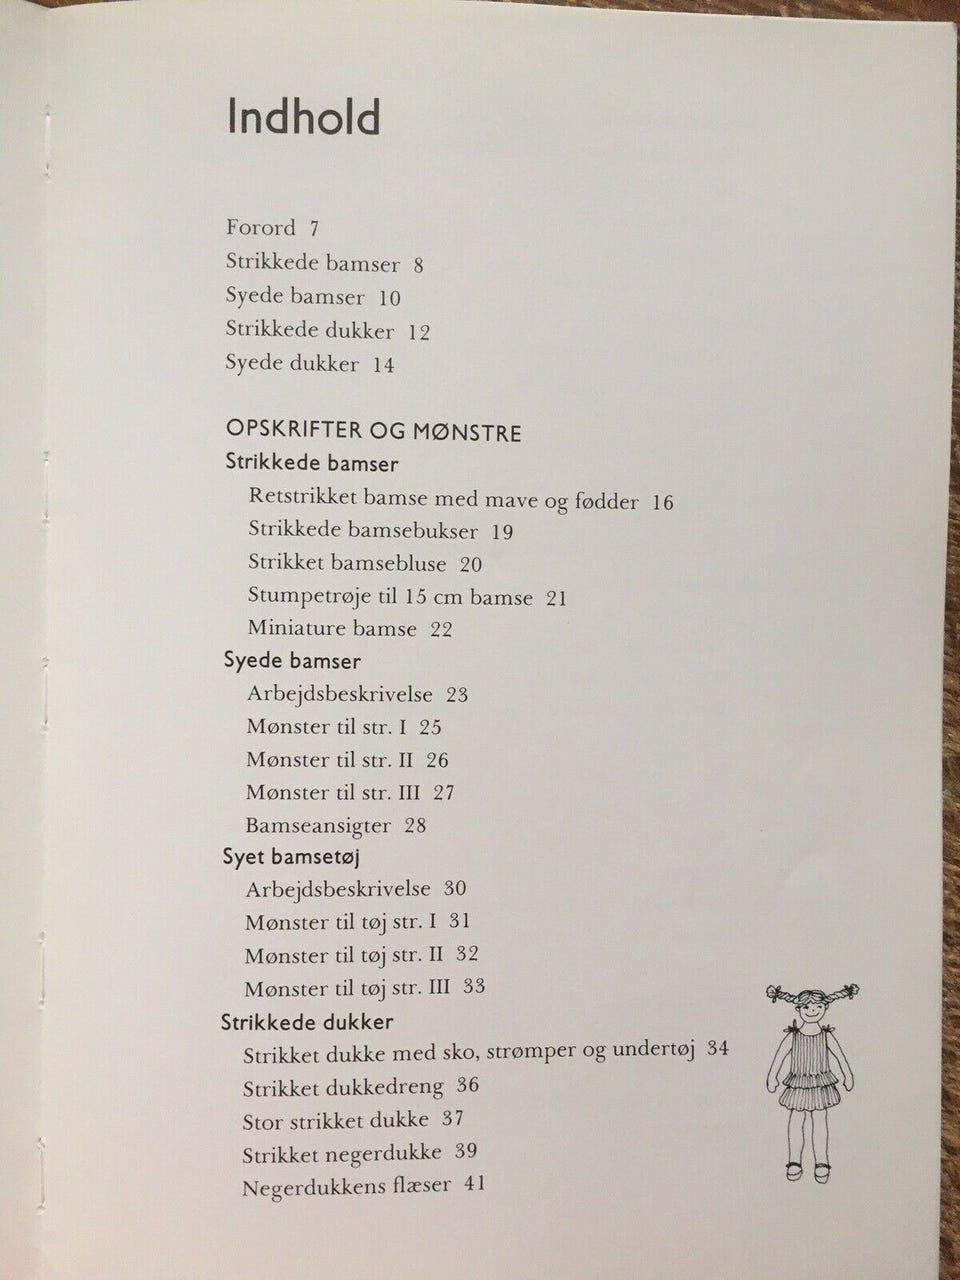 Indhold
Forord 7
Strikkede bamser 8
Syede bamser 10
Strikkede dukker 12
Syede dukker 14
OPSKRIFTER OG MØNSTRE
Strikkede bamser
Retstrikket bamse med mave og fødder 16
Strikkede bamsebukser 19
Strikket bamsebluse 20
Stumpetrøje til 15 cm bamse 21
Miniature bamse 22
Syede bamser
Arbejdsbeskrivelse 23
Mønster til str. I 25
Mønster til str. II 26
Mønster til str. III 27
Bamseansigter 28
Syet bamsetøj
Arbejdsbeskrivelse 30
Mønster til tøj str. I 31
Mønster til tøj str. II 32
Mønster til tøj str. III 33
Strikkede dukker
Strikket dukke med sko, strømper og undertøj 34
Strikket dukkedreng 36
Stor strikket dukke 37
Strikket negerdukke 39
Negerdukkens flæser 41